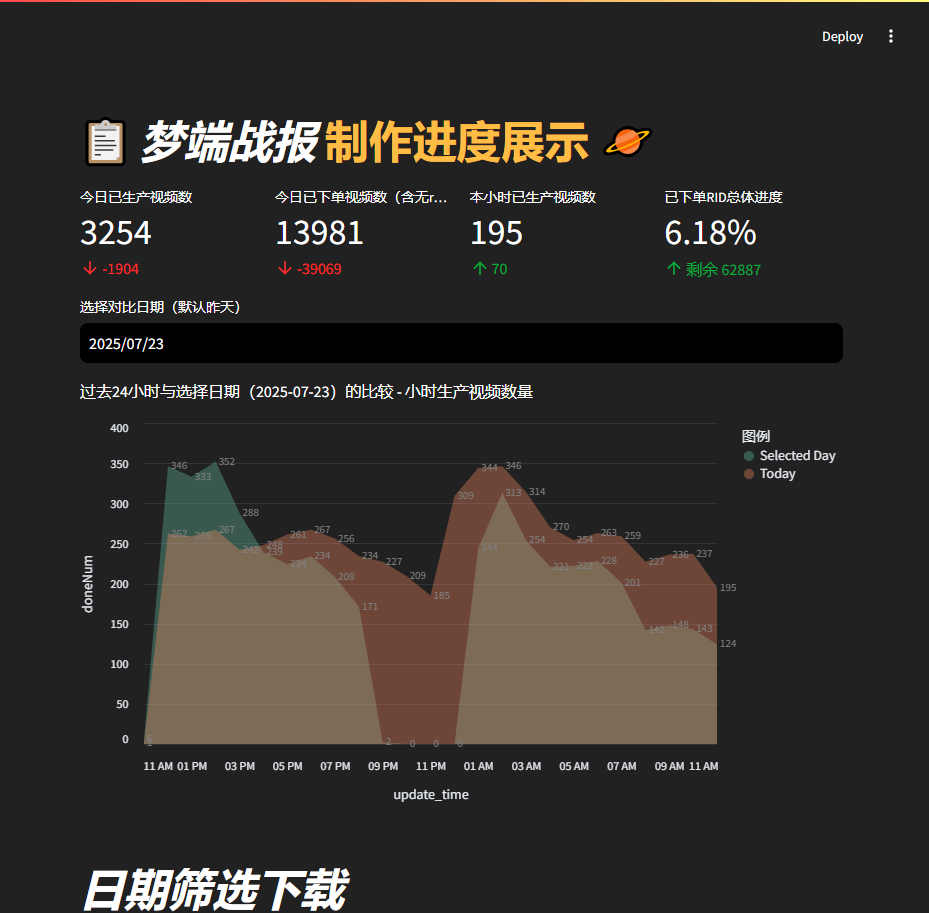 Deploy
梦端战报 制作进度展示
今日已生产视频数
3254
↓ -1904
今日已下单视频数（含无r...
13981
↓ -39069
本小时已生产视频数
195
↑ 70
已下单RID总体进度
6.18%
↑ 剩余 62887
选择对比日期（默认昨天）
2025/07/23
过去24小时与选择日期（2025-07-23）的比较 - 小时生产视频数量
图例
Selected Day
Today
doneNum
400
350
300
250
200
150
100
50
0
346 333 352 288 239 224 234 208 171 2 0 0 0 244 313 254 221 222 228 201 142 148 143 124
262 259 267 242 248 261 267 256 234 227 209 185 309 344 346 314 270 254 263 259 227 236 237 195
11 AM 01 PM 03 PM 05 PM 07 PM 09 PM 11 PM 01 AM 03 AM 05 AM 07 AM 09 AM 11 AM
update_time
日期筛选下载